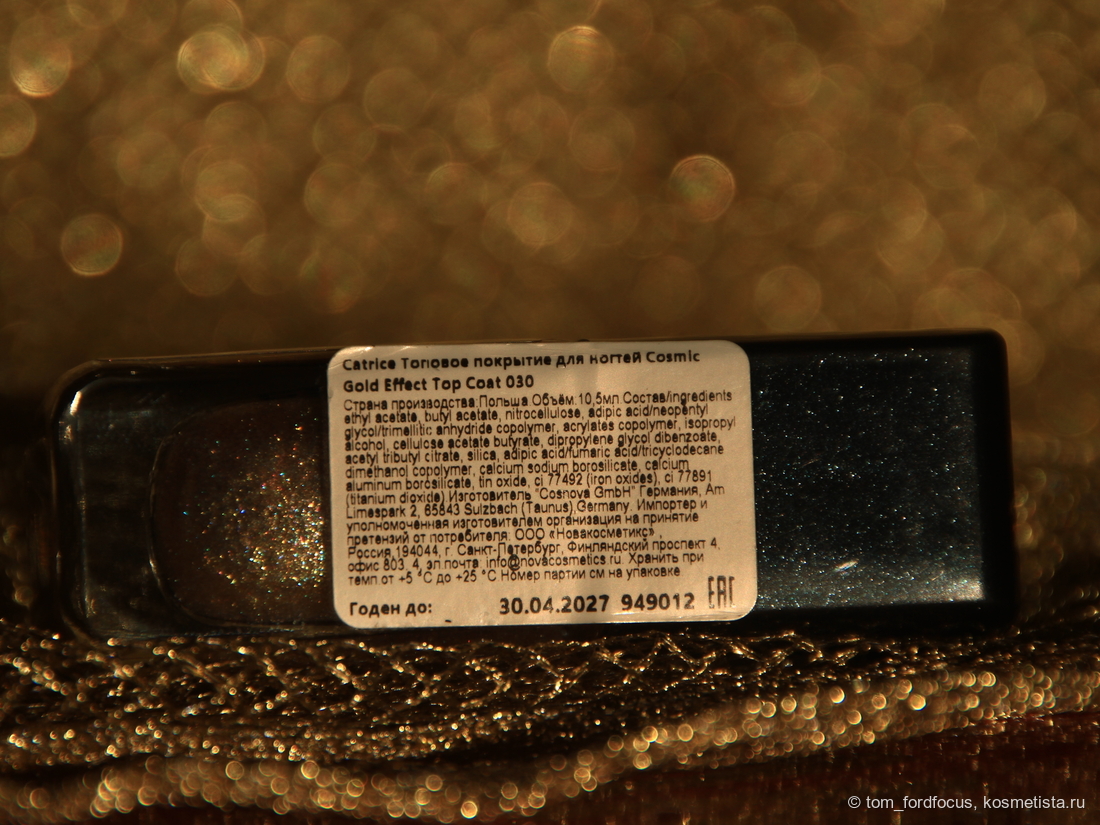 Catrice Топовое покрытие для ногтей Cosmic
Gold Effect Top Coat 030
Страна производства:Польша Объём:10,5мл Состав/ingredients
ethyl acetate, butyl acetate, nitrocellulose, adipic acid/neopentyl
glycol/trimellitic anhydride copolymer, acrylates copolymer, isopropyl
alcohol, cellulose acetate butyrate, dipropylene glycol dibenzoate,
acetyl tributyl citrate, silica, adipic acid/fumaric acid/tricyclodecane
dimethanol copolymer, calcium sodium borosilicate, calcium
aluminum borosilicate, tin oxide, ci 77492 (iron oxides), ci 77891
(titanium dioxide) Изготовитель "Cosnova GmbH" Германия, Am
Limespark 2, 65843 Sulzbach (Taunus),Germany. Импортер и
уполномоченная изготовителем организация на принятие
претензий от потребителя: ООО «Новакосметикс» ,
Россия,194044, г. Санкт-Петербург, Финляндский проспект 4,
офис 803, 4, эл.почта: info@novacosmetics.ru. Хранить при
темп от +5 °С до +25 °С Номер партии см на упаковке
Годен до: 30.04.2027 949012 EAC
© tom_fordfocus, kosmetista.ru